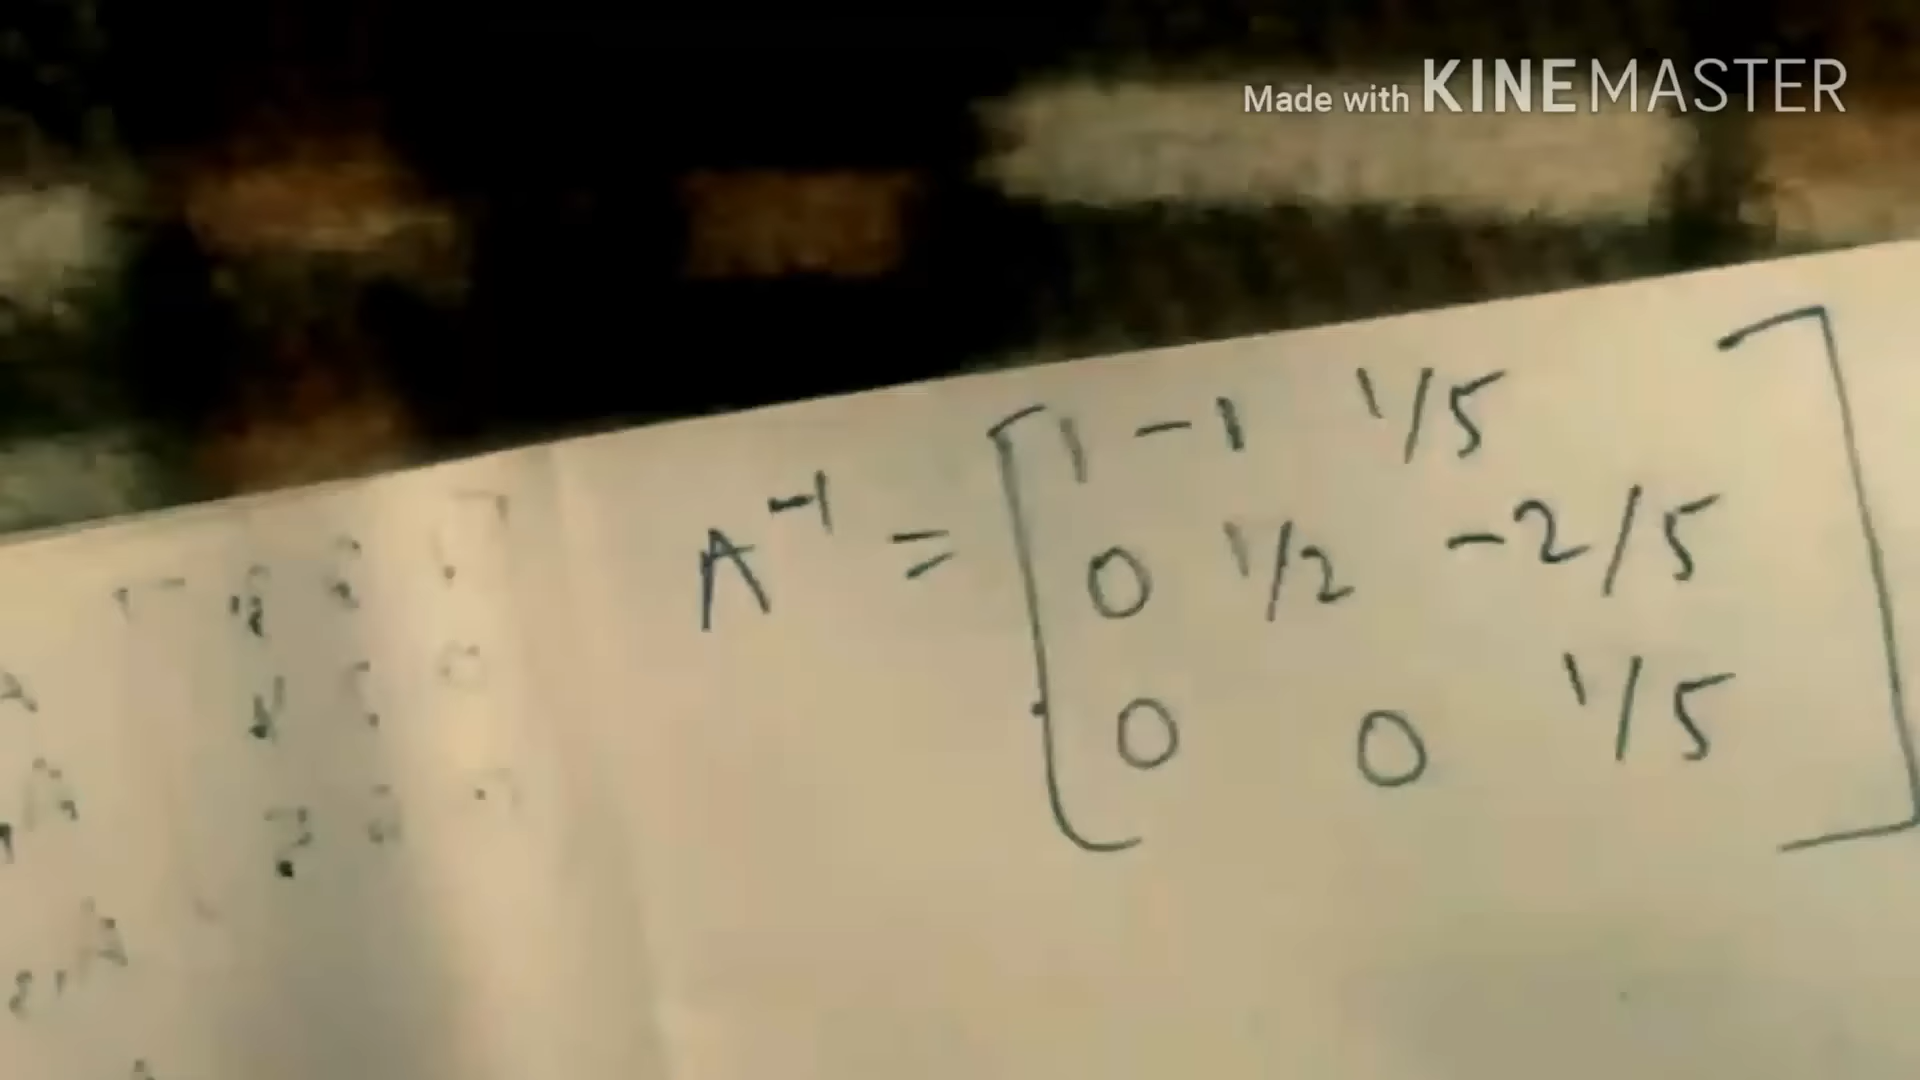 Made with KINEMASTER
A⁻¹ = [ 1 -1 1/5
0 1/2 -2/5
0 0 1/5 ]